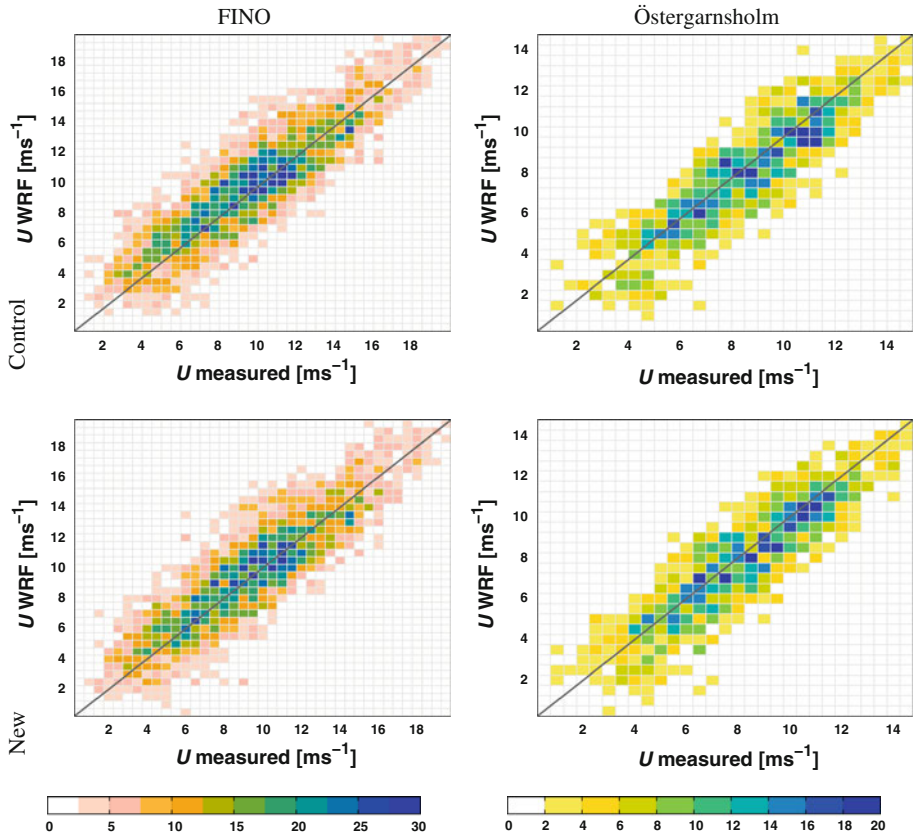 FINO
Östergarnsholm
Control
U WRF [ms⁻¹]
18
16
14
12
10
8
6
4
2
2 4 6 8 10 12 14 16 18
U measured [ms⁻¹]
U WRF [ms⁻¹]
14
12
10
8
6
4
2
2 4 6 8 10 12 14
U measured [ms⁻¹]
New
U WRF [ms⁻¹]
18
16
14
12
10
8
6
4
2
2 4 6 8 10 12 14 16 18
U measured [ms⁻¹]
U WRF [ms⁻¹]
14
12
10
8
6
4
2
2 4 6 8 10 12 14
U measured [ms⁻¹]
0 5 10 15 20 25 30
0 2 4 6 8 10 12 14 16 18 20